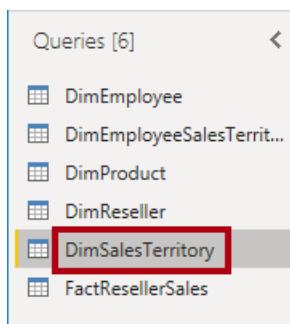 Queries [6]
DimEmployee
DimEmployeeSalesTerrit...
DimProduct
DimReseller
DimSalesTerritory
FactResellerSales